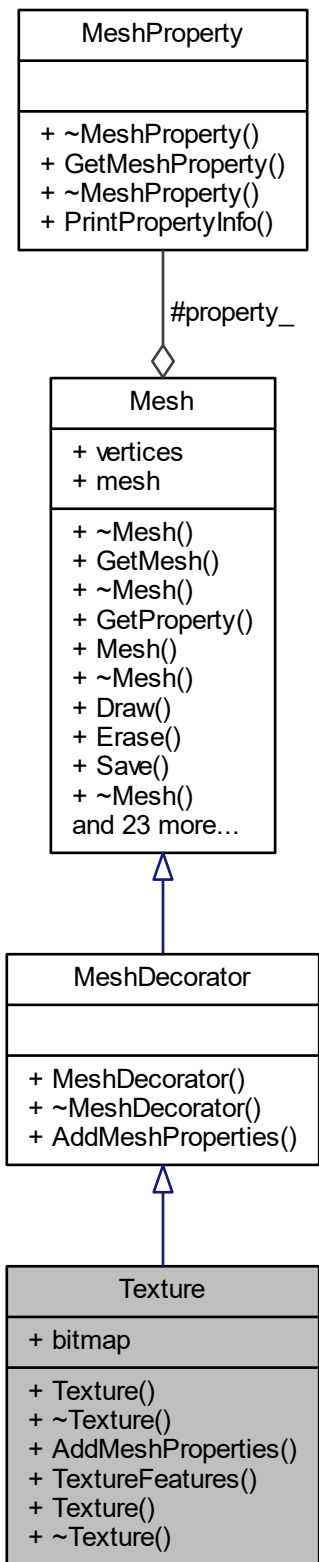 MeshProperty
+ ~MeshProperty()
+ GetMeshProperty()
+ ~MeshProperty()
+ PrintPropertyInfo()
#property_
Mesh
+ vertices
+ mesh
+ ~Mesh()
+ GetMesh()
+ ~Mesh()
+ GetProperty()
+ Mesh()
+ ~Mesh()
+ Draw()
+ Erase()
+ Save()
+ ~Mesh()
and 23 more...
MeshDecorator
+ MeshDecorator()
+ ~MeshDecorator()
+ AddMeshProperties()
Texture
+ bitmap
+ Texture()
+ ~Texture()
+ AddMeshProperties()
+ TextureFeatures()
+ Texture()
+ ~Texture()